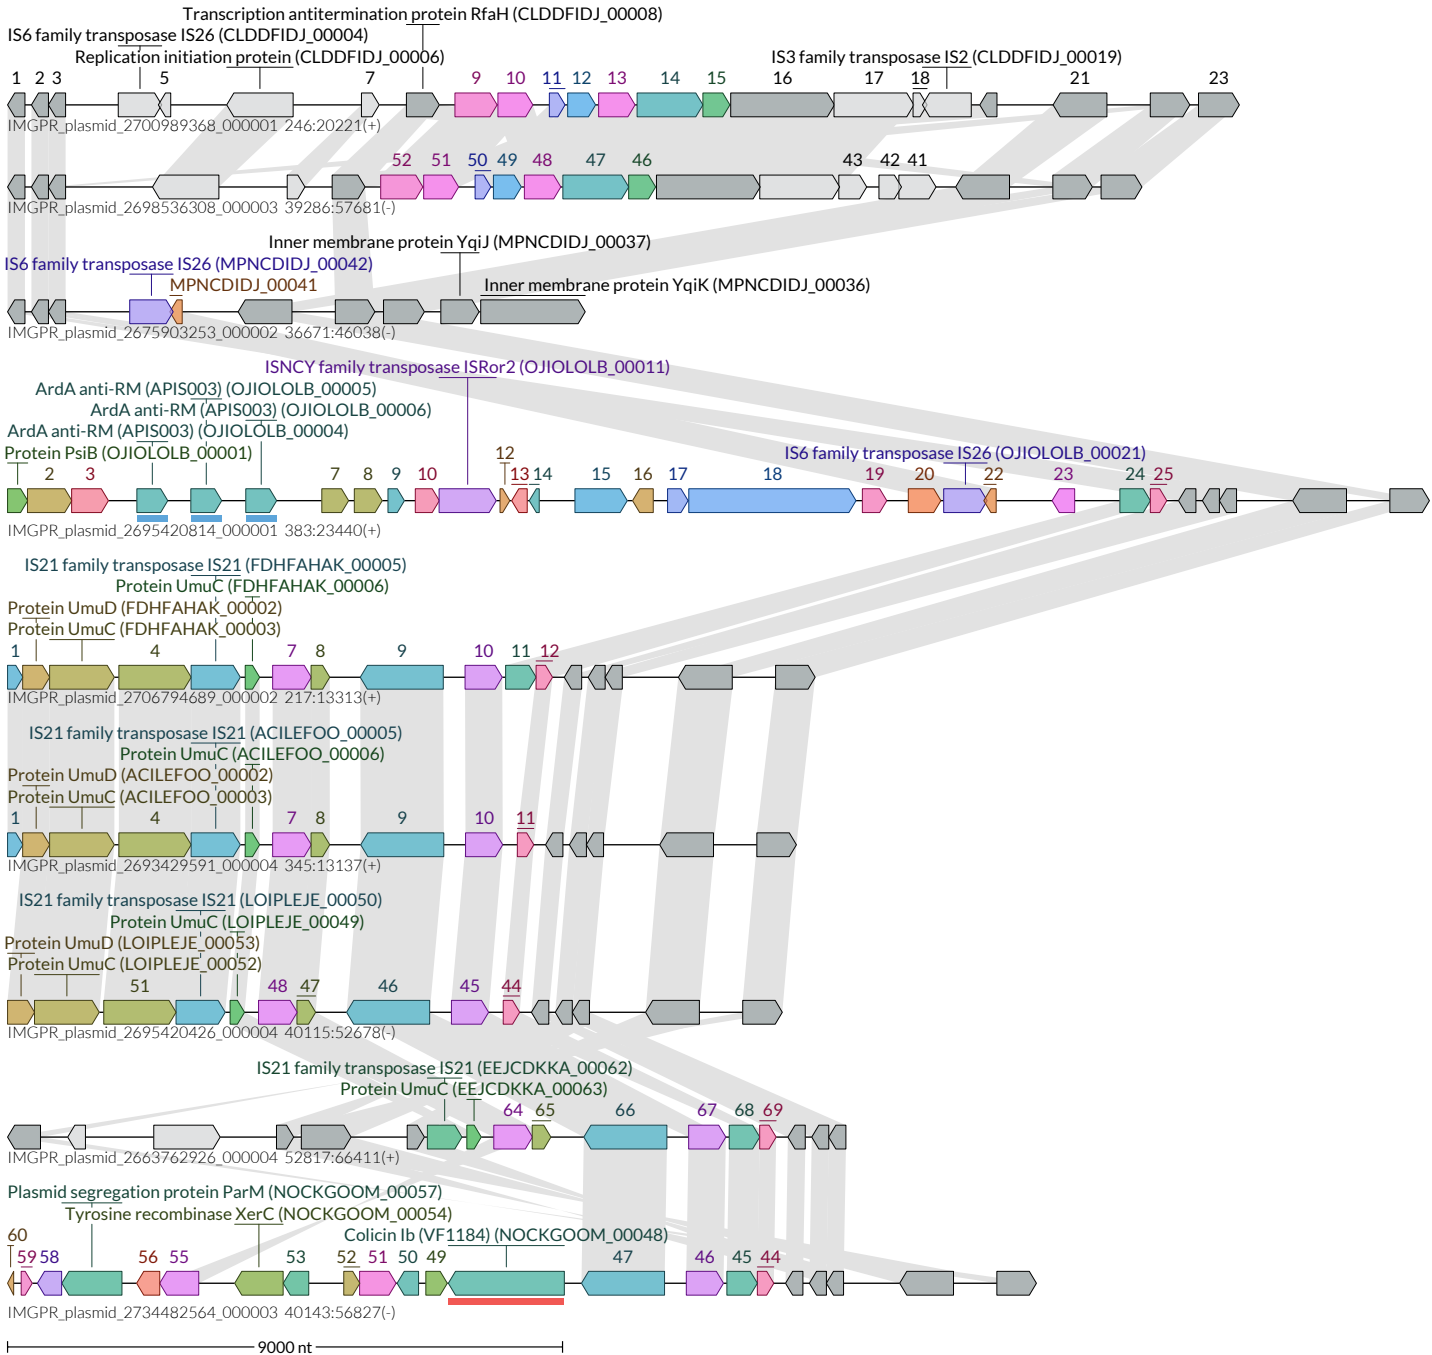 Transcription antitermination protein RfaH (CLDDFIDJ_00008)
IS6 family transposase IS26 (CLDDFIDJ_00004)
Replication initiation protein (CLDDFIDJ_00006)
IS3 family transposase IS2 (CLDDFIDJ_00019)
1 2 3 5 7 9 10 11 12 13 14 15 16 17 18 21 23
IMGPR_plasmid_2700989368_000001 246:20221(+)
52 51 50 49 48 47 46 43 42 41
IMGPR_plasmid_2698536308_000003 39286:57681(-)
Inner membrane protein YqiJ (MPNCDIDJ_00037)
IS6 family transposase IS26 (MPNCDIDJ_00042)
MPNCDIDJ_00041
Inner membrane protein YqiK (MPNCDIDJ_00036)
IMGPR_plasmid_2675903253_000002 36671:46038(-)
ISNCY family transposase ISRor2 (OJIOLOLB_00011)
ArdA anti-RM (APIS003) (OJIOLOLB_00005)
ArdA anti-RM (APIS003) (OJIOLOLB_00006)
ArdA anti-RM (APIS003) (OJIOLOLB_00004)
Protein PsiB (OJIOLOLB_00001)
IS6 family transposase IS26 (OJIOLOLB_00021)
2 3 7 8 9 10 12 13 14 15 16 17 18 19 20 22 23 24 25
IMGPR_plasmid_2695420814_000001 383:23440(+)
IS21 family transposase IS21 (FDHFAHAK_00005)
Protein UmuC (FDHFAHAK_00006)
Protein UmuD (FDHFAHAK_00002)
Protein UmuC (FDHFAHAK_00003)
1 4 7 8 9 10 11 12
IMGPR_plasmid_2706794689_000002 217:13313(+)
IS21 family transposase IS21 (ACILEFOO_00005)
Protein UmuC (ACILEFOO_00006)
Protein UmuD (ACILEFOO_00002)
Protein UmuC (ACILEFOO_00003)
1 4 7 8 9 10 11
IMGPR_plasmid_2693429591_000004 345:13137(+)
IS21 family transposase IS21 (LOIPLEJE_00050)
Protein UmuC (LOIPLEJE_00049)
Protein UmuD (LOIPLEJE_00053)
Protein UmuC (LOIPLEJE_00052)
51 48 47 46 45 44
IMGPR_plasmid_2695420426_000004 40115:52678(-)
IS21 family transposase IS21 (EEJCDKKA_00062)
Protein UmuC (EEJCDKKA_00063)
64 65 66 67 68 69
IMGPR_plasmid_2663762926_000004 52817:66411(+)
Plasmid segregation protein ParM (NOCKGOOM_00057)
Tyrosine recombinase XerC (NOCKGOOM_00054)
Colicin Ib (VF1184) (NOCKGOOM_00048)
60 59 58 56 55 53 52 51 50 49 47 46 45 44
IMGPR_plasmid_2734482564_000003 40143:56827(-)
9000 nt